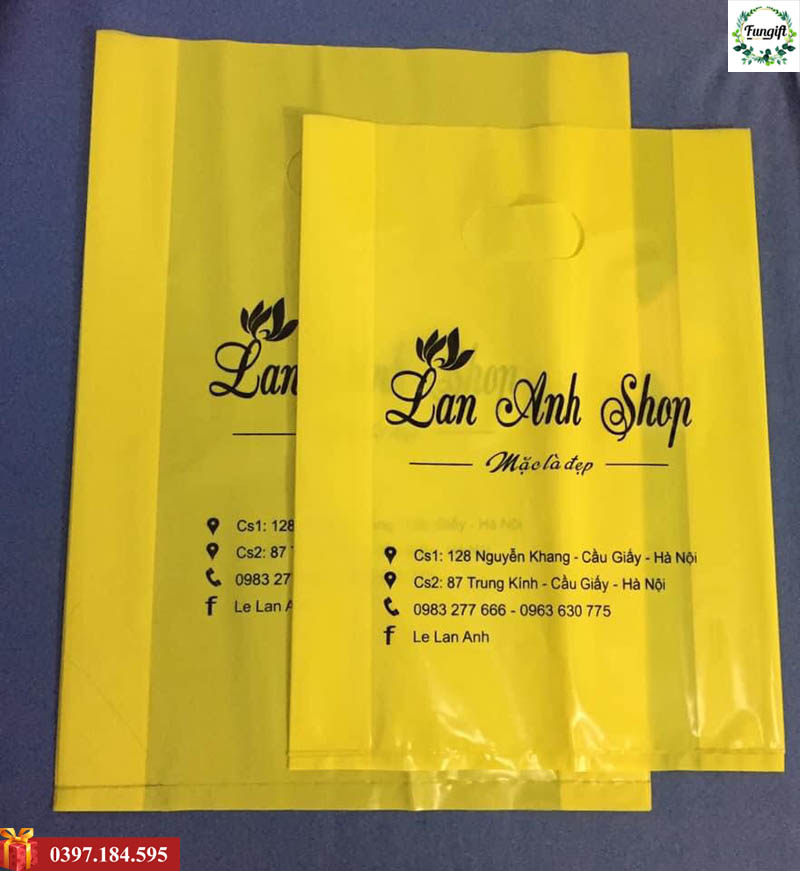 Fungift
Lan
Lan Anh Shop
Mặc là đẹp
Cs1: 128
Cs2: 87
0983 27
Le Lan A
Cs1: 128 Nguyễn Khang - Cầu Giấy - Hà Nội
Cs2: 87 Trung Kính - Cầu Giấy - Hà Nội
0983 277 666 - 0963 630 775
Le Lan Anh
0397.184.595